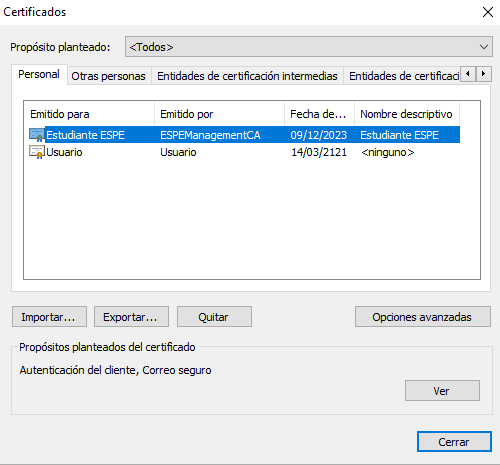 Certificados
Propósito planteado: <Todos>
Personal Otras personas Entidades de certificación intermedias Entidades de certificaci
Emitido para Emitido por Fecha de... Nombre descriptivo
Estudiante ESPE ESPEManagementCA 09/12/2023 Estudiante ESPE
Usuario Usuario 14/03/2121 <ninguno>
Importar... Exportar... Quitar Opciones avanzadas
Propósitos planteados del certificado
Autenticación del cliente, Correo seguro
Ver
Cerrar